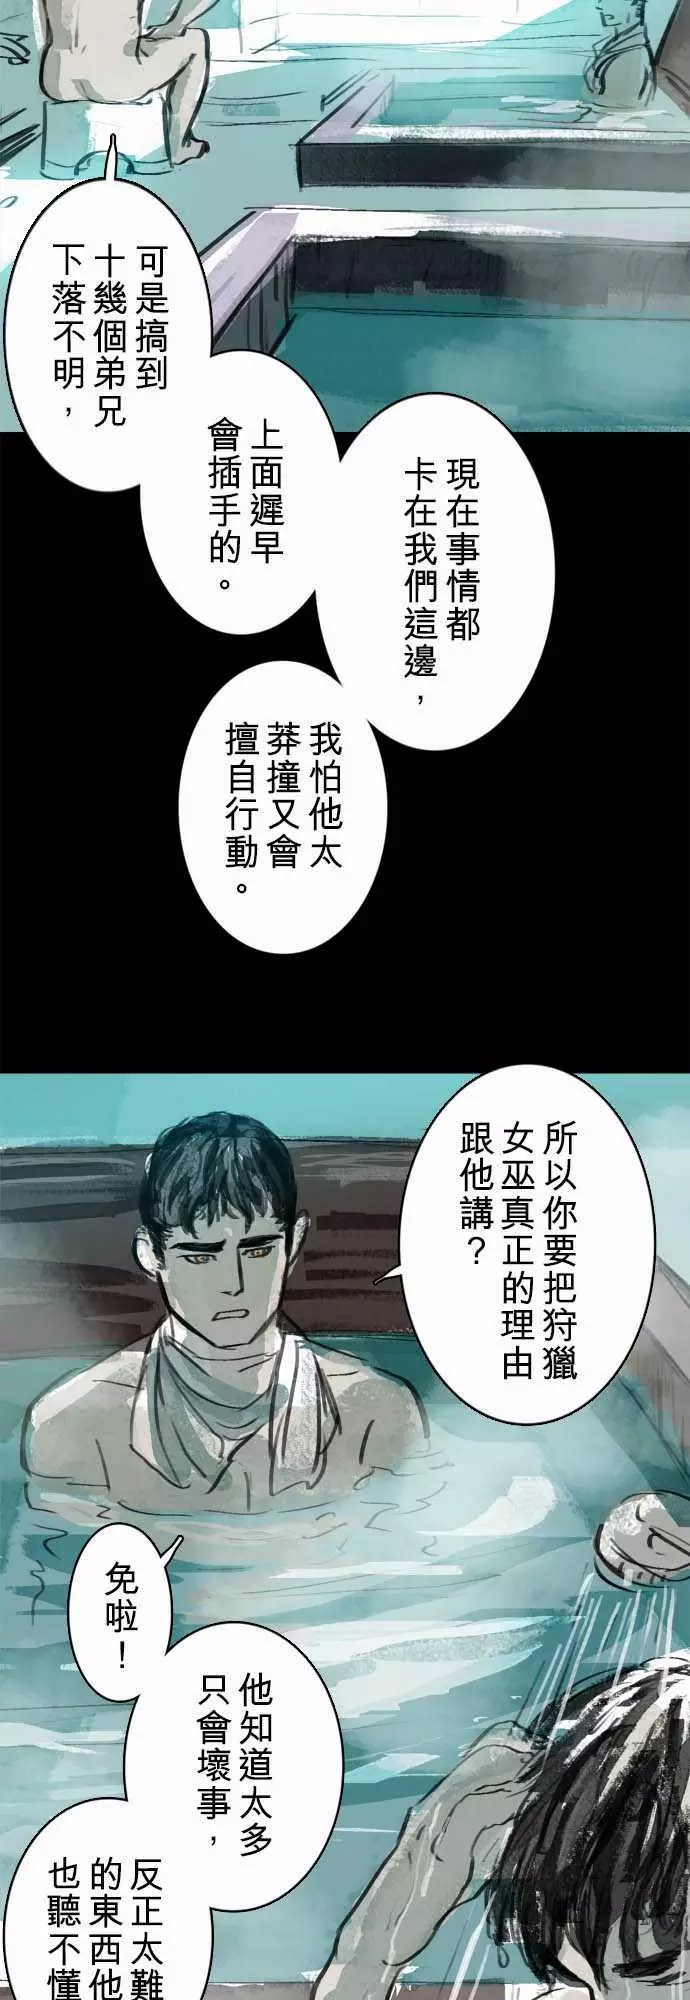 可是搞到
十幾個弟兄
下落不明，
上面遲早
會插手的。
現在事情都
卡在我們這邊，
我怕他太
莽撞又會
擅自行動。
所以你要把狩獵
女巫真正的理由
跟他講？
免啦！
他知道太多
只會壞事，
反正太難
的東西他
也聽不懂